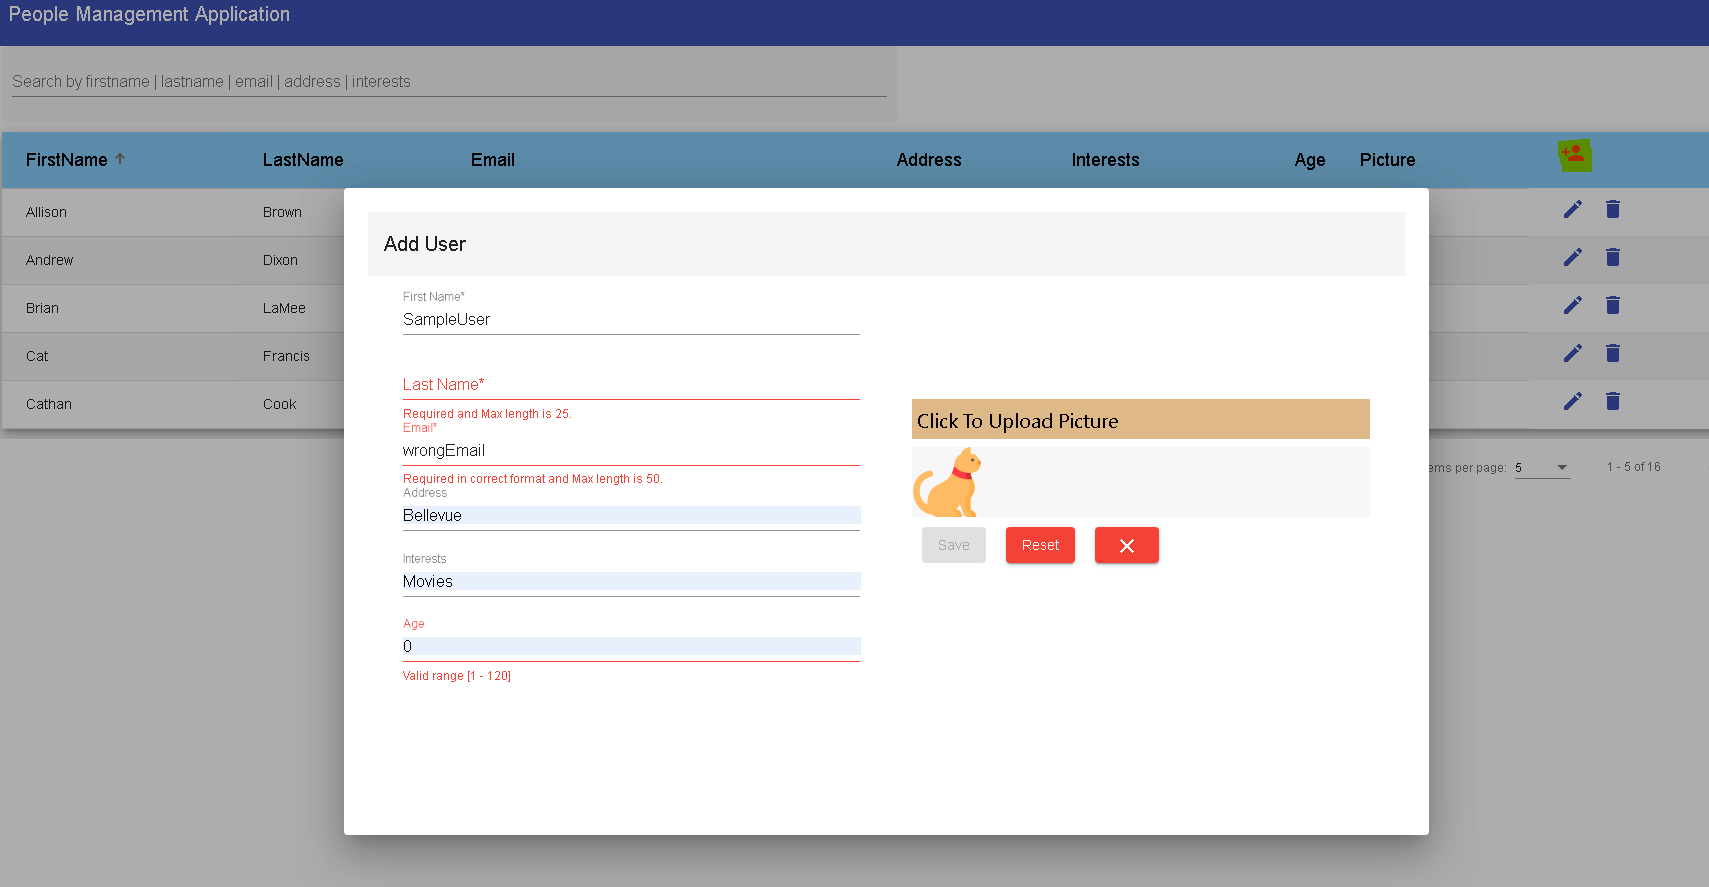 People Management Application
Search by firstname | lastname | email | address | interests
FirstName LastName Email Address Interests Age Picture
Allison Brown
Andrew Dixon
Brian LaMee
Cat Francis
Cathan Cook
ems per page: 5 1 - 5 of 16
Add User
First Name*
SampleUser
Last Name*
Required and Max length is 25.
Email*
wrongEmail
Required in correct format and Max length is 50.
Address
Bellevue
Interests
Movies
Age
0
Valid range [1 - 120]
Click To Upload Picture
Save Reset